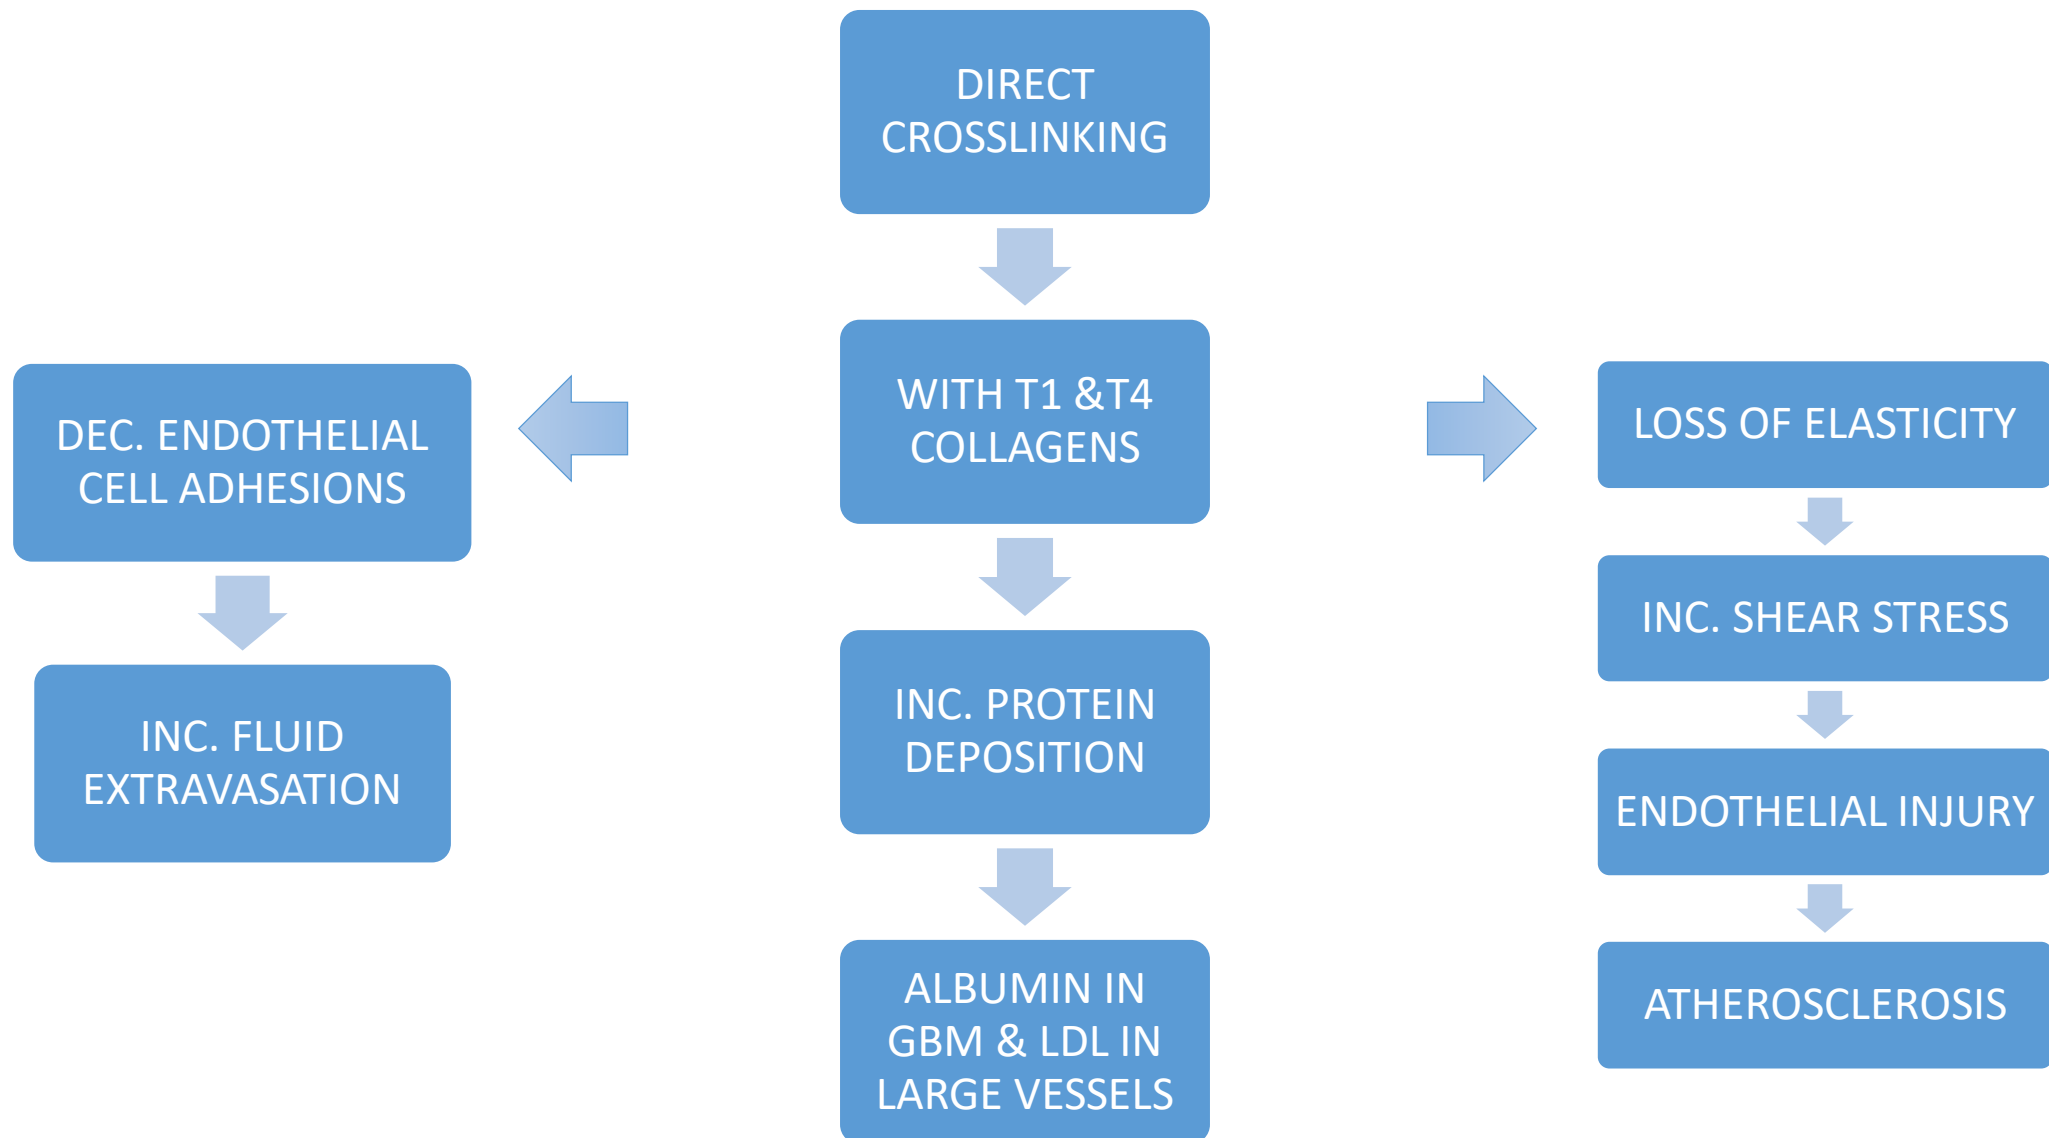 DIRECT
CROSSLINKING
WITH T1 &T4
COLLAGENS
INC. PROTEIN
DEPOSITION
ALBUMIN IN
GBM & LDL IN
LARGE VESSELS
DEC. ENDOTHELIAL
CELL ADHESIONS
INC. FLUID
EXTRAVASATION
LOSS OF ELASTICITY
INC. SHEAR STRESS
ENDOTHELIAL INJURY
ATHEROSCLEROSIS